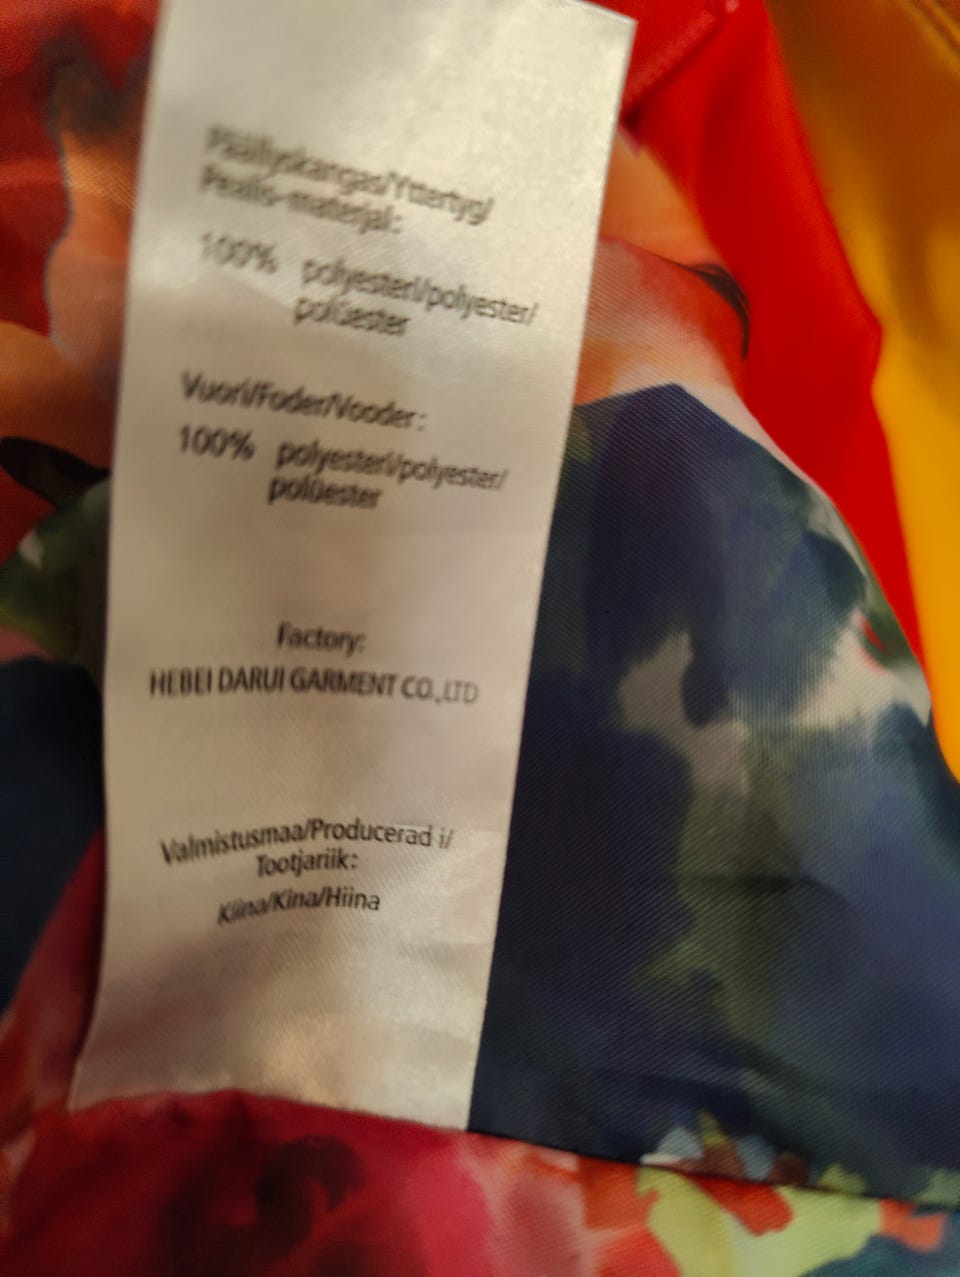 Päällyskangas/Yttertyg/
Pealis-materjal:
100% polyesteri/polyester/
polüester
Vuori/Foder/Vooder:
100% polyesteri/polyester/
polüester
Factory:
HEBEI DARUI GARMENT CO.,LTD
Valmistusmaa/Producerad i/
Tootjariik:
Kiina/Kina/Hiina